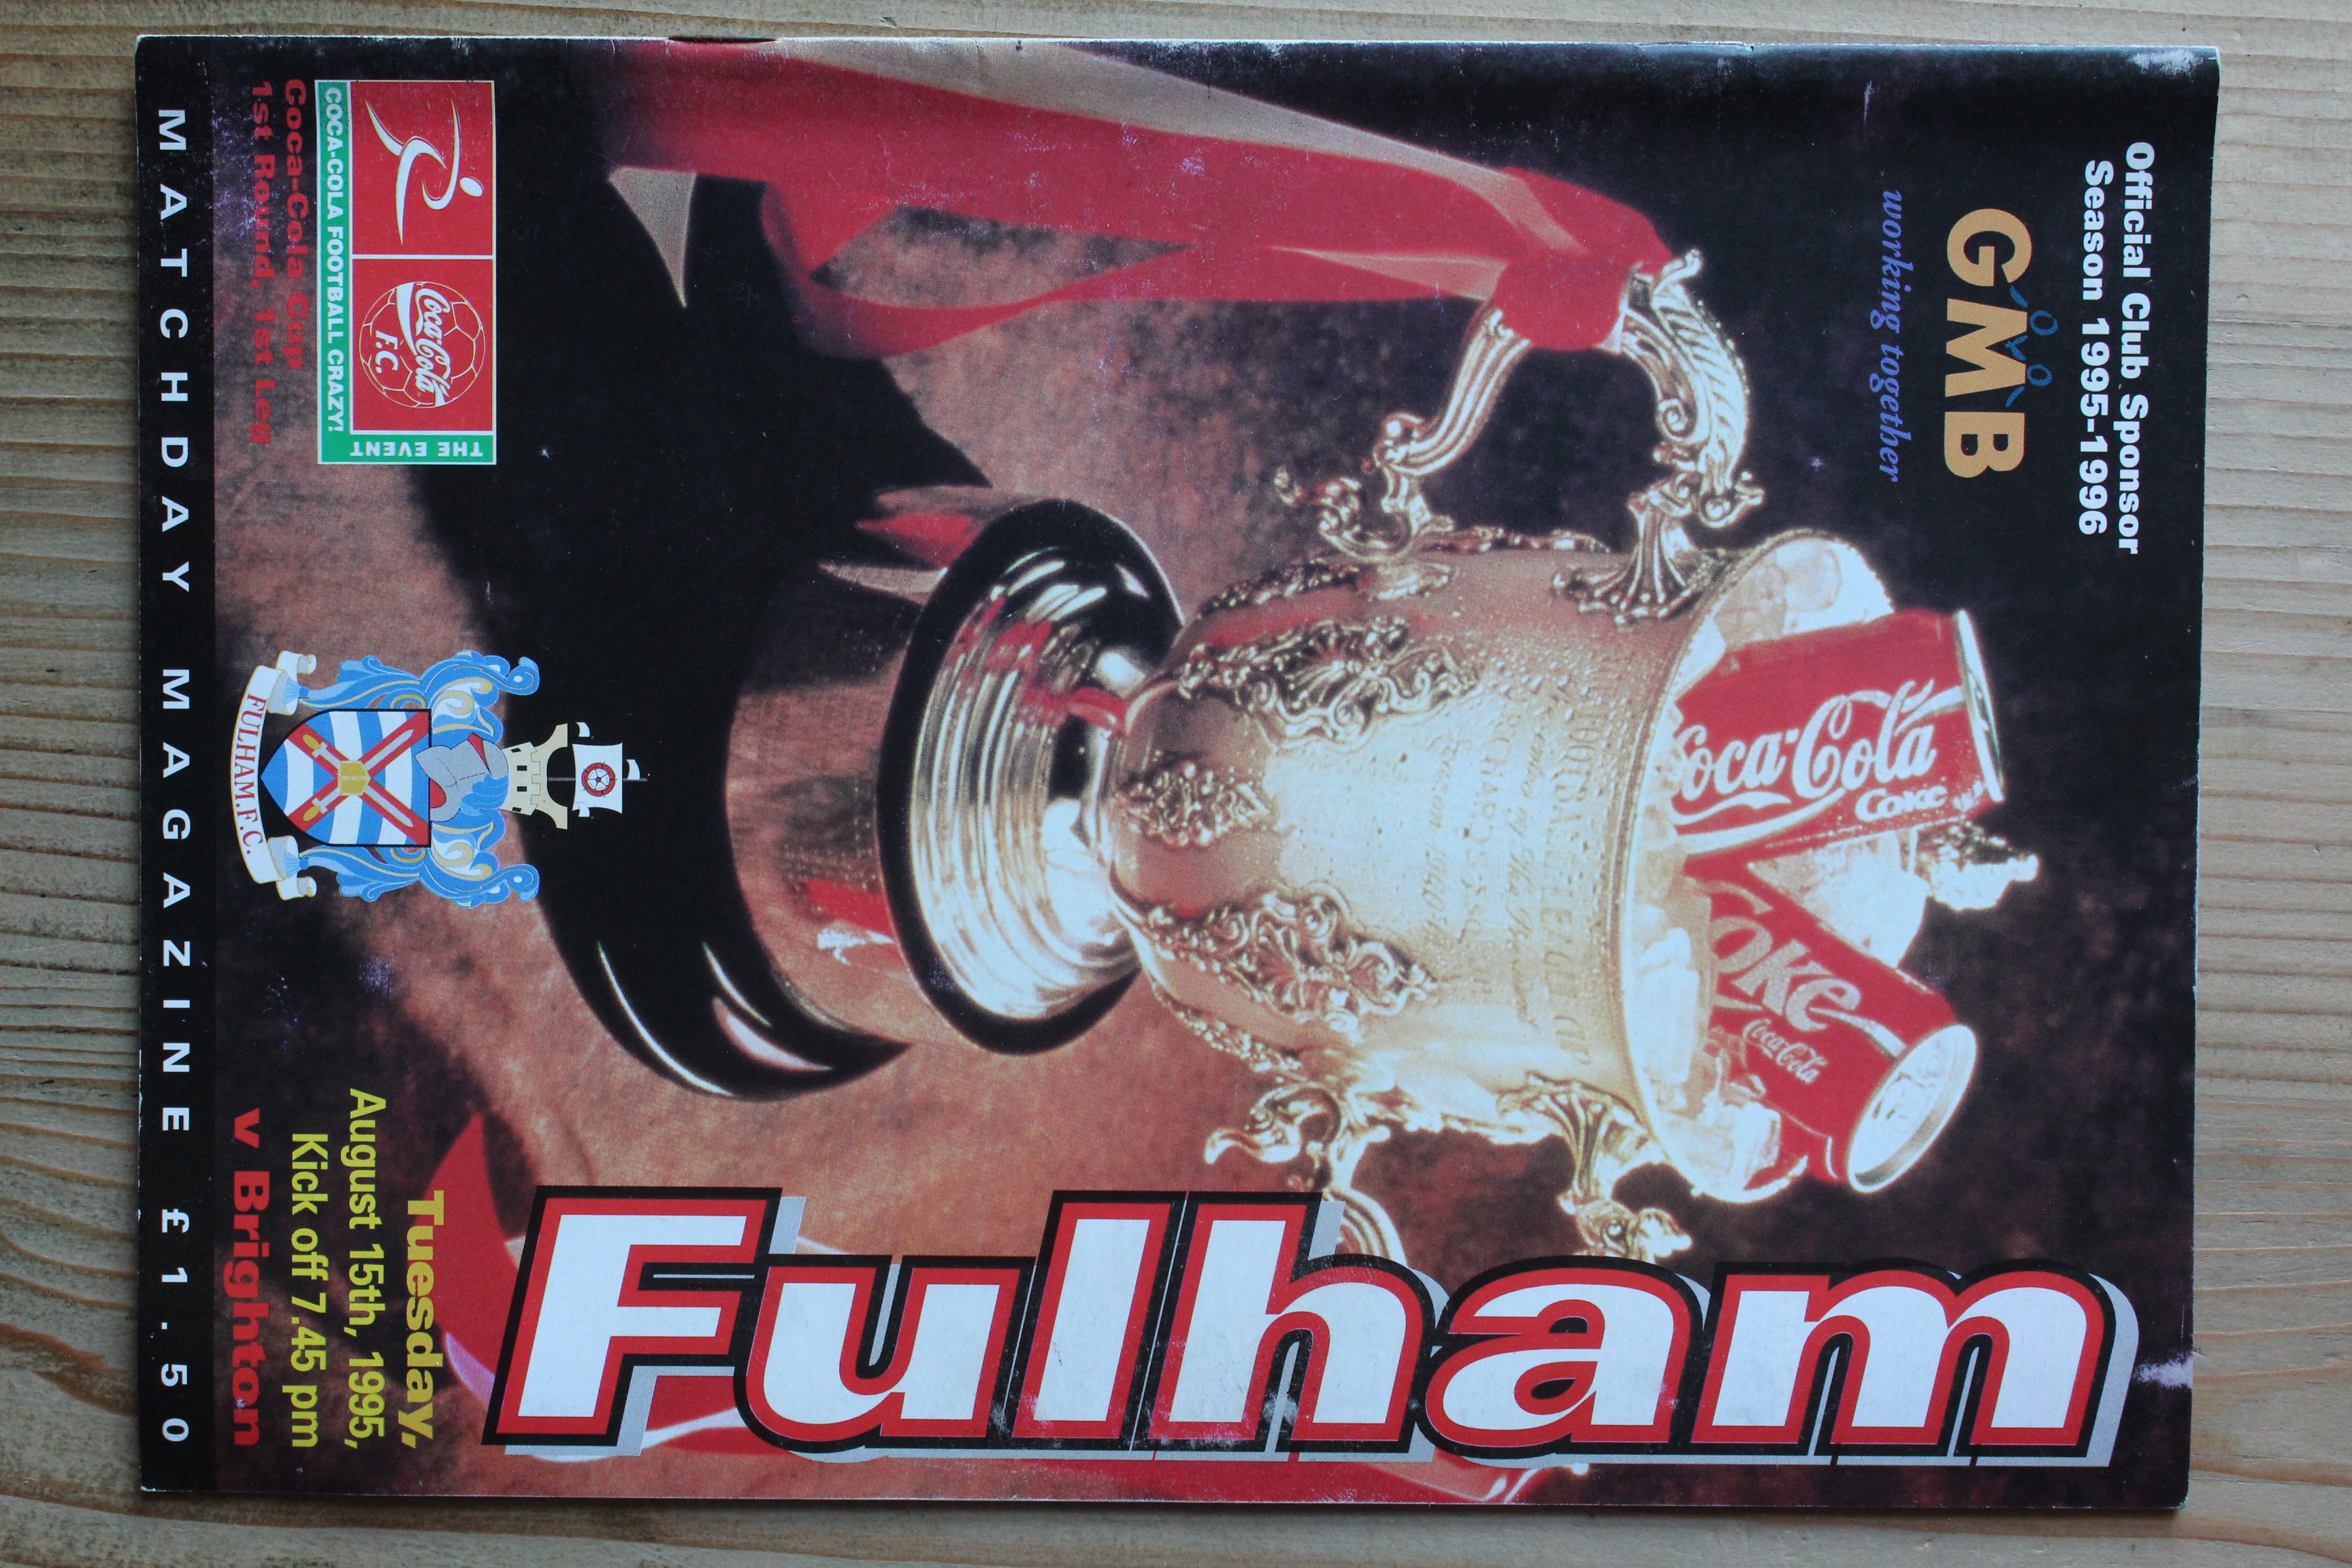 Official Club Sponsor
Season 1995-1996
GMB
working together
Fulham
Coca-Cola
Coke
Coke
Coca-Cola
THE EVENT
Coca-Cola
F.C.
COCA-COLA FOOTBALL CRAZY!
Coca-Cola Cup
1st Round, 1st Leg
FULHAM.F.C.
Tuesday,
August 15th, 1995,
Kick off 7.45 pm
v Brighton
MATCHDAY MAGAZINE £1.50